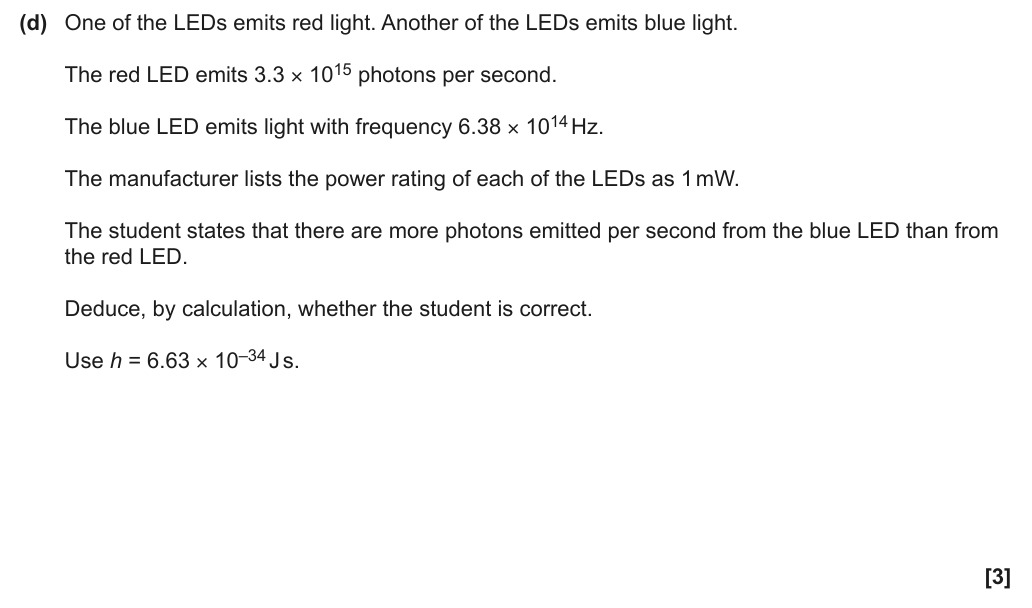 (d) One of the LEDs emits red light. Another of the LEDs emits blue light.
The red LED emits 3.3 × 10¹⁵ photons per second.
The blue LED emits light with frequency 6.38 × 10¹⁴ Hz.
The manufacturer lists the power rating of each of the LEDs as 1 mW.
The student states that there are more photons emitted per second from the blue LED than from
the red LED.
Deduce, by calculation, whether the student is correct.
Use h = 6.63 × 10⁻³⁴ J s.
[3]